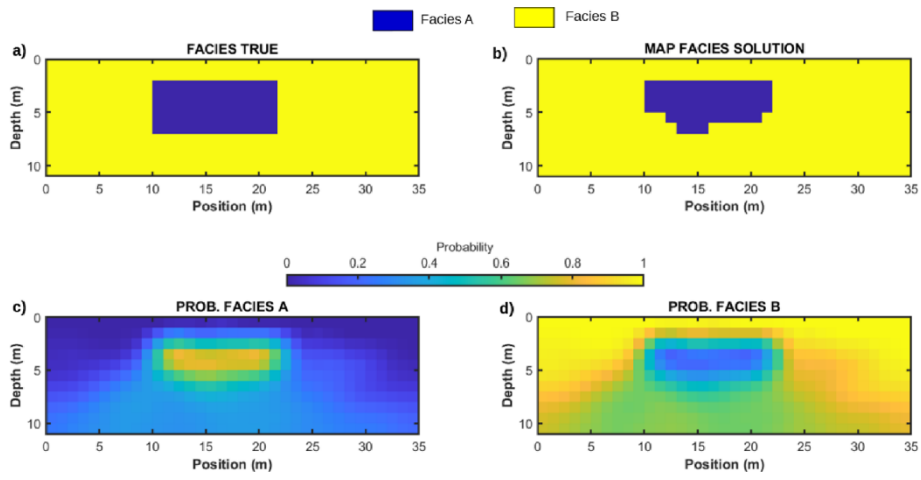 Facies A Facies B
a) FACIES TRUE
0
5
10
Depth (m)
0 5 10 15 20 25 30 35
Position (m)
b) MAP FACIES SOLUTION
0
5
10
Depth (m)
0 5 10 15 20 25 30 35
Position (m)
Probability
0 0.2 0.4 0.6 0.8 1
c) PROB. FACIES A
0
5
10
Depth (m)
0 5 10 15 20 25 30 35
Position (m)
d) PROB. FACIES B
0
5
10
Depth (m)
0 5 10 15 20 25 30 35
Position (m)